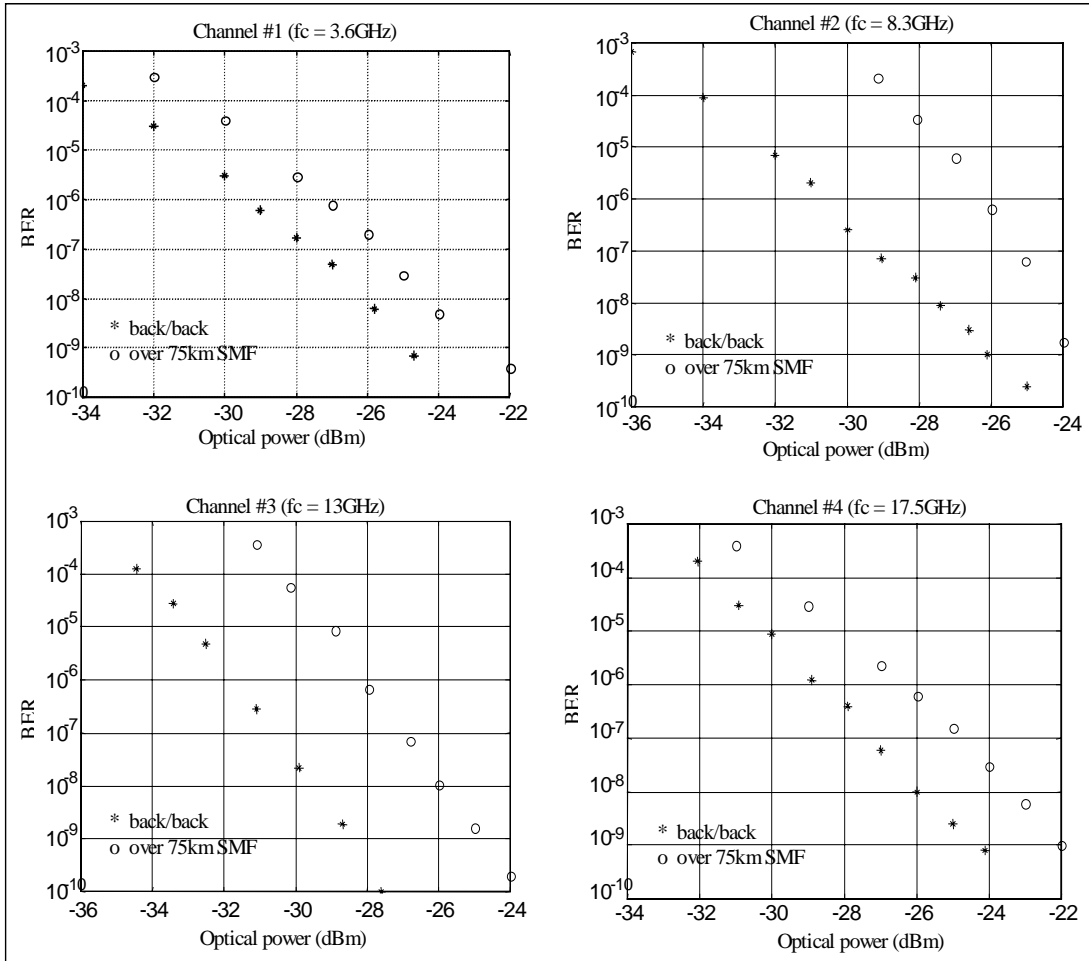 Channel #1 (fc = 3.6GHz)
10-3
10-4
10-5
10-6
10-7
10-8
10-9
10-10
BER
* back/back
o over 75km SMF
-34 -32 -30 -28 -26 -24 -22
Optical power (dBm)
Channel #2 (fc = 8.3GHz)
10-3
10-4
10-5
10-6
10-7
10-8
10-9
10-10
BER
* back/back
o over 75km SMF
-36 -34 -32 -30 -28 -26 -24
Optical power (dBm)
Channel #3 (fc = 13GHz)
10-3
10-4
10-5
10-6
10-7
10-8
10-9
10-10
BER
* back/back
o over 75km SMF
-36 -34 -32 -30 -28 -26 -24
Optical power (dBm)
Channel #4 (fc = 17.5GHz)
10-3
10-4
10-5
10-6
10-7
10-8
10-9
10-10
BER
* back/back
o over 75km SMF
-34 -32 -30 -28 -26 -24 -22
Optical power (dBm)